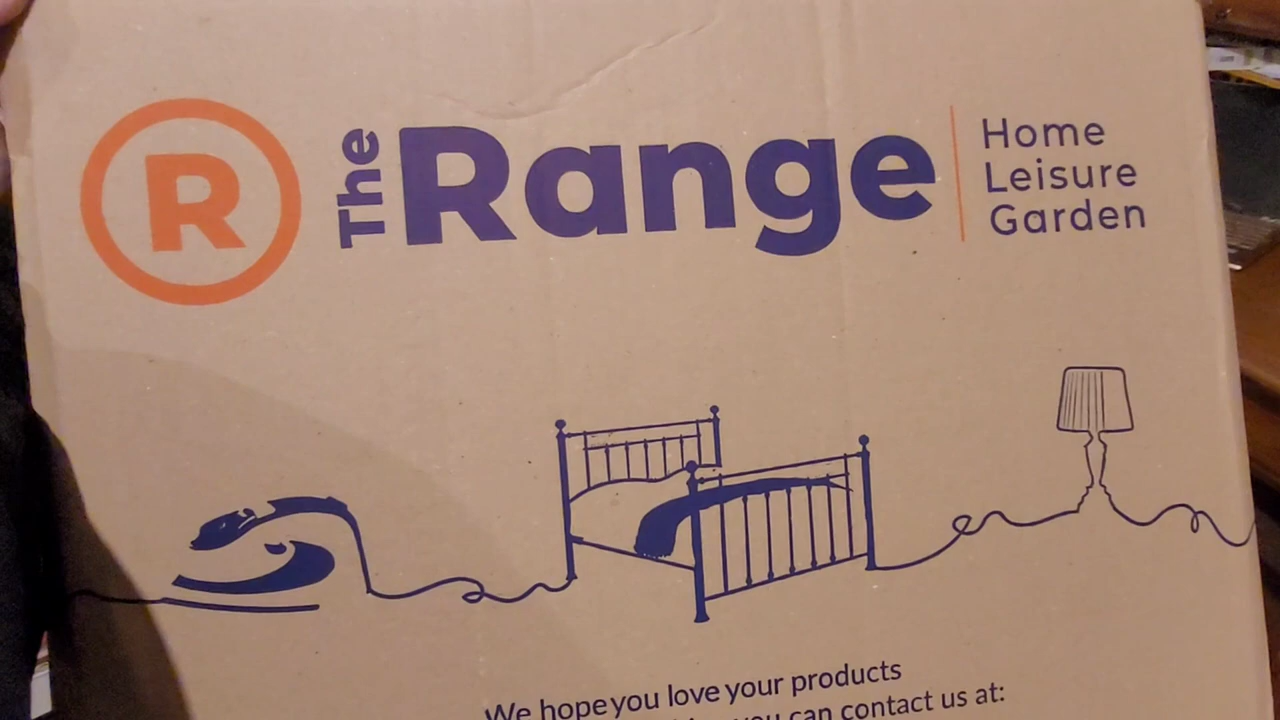 R
The Range
Home
Leisure
Garden
We hope you love your products
you can contact us at: